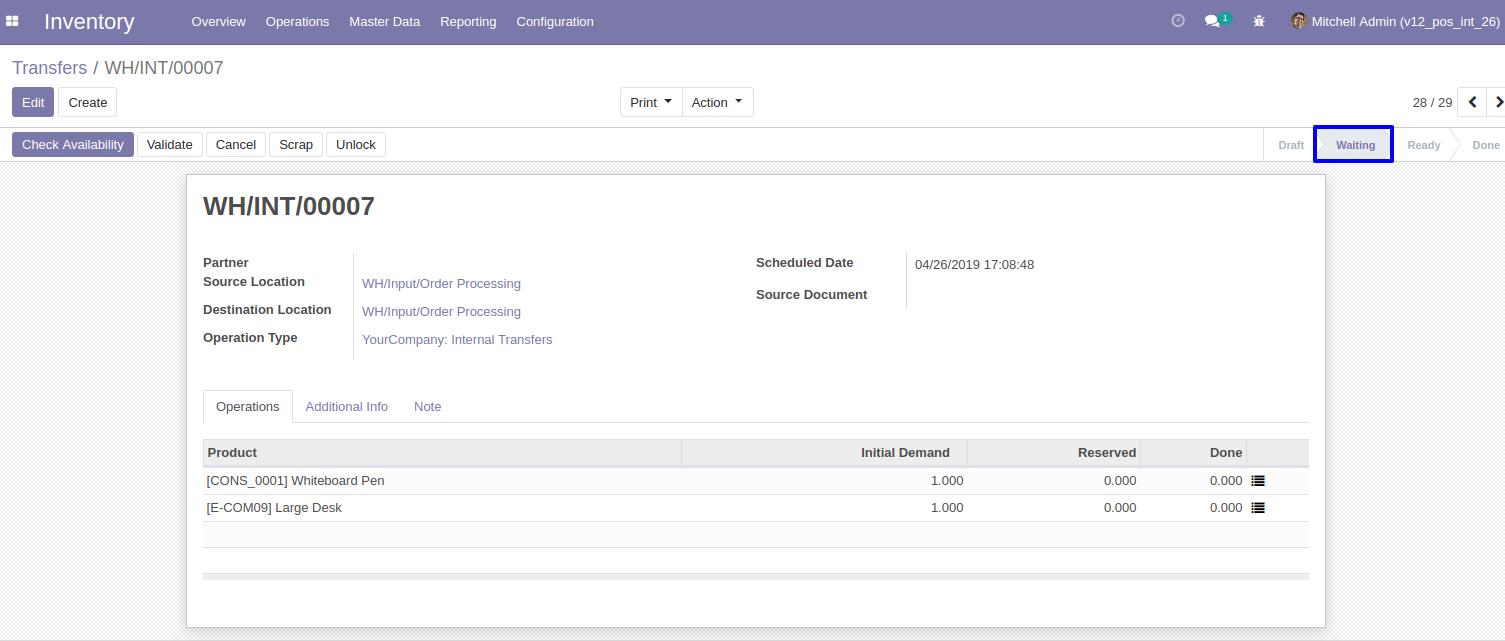 Inventory Overview Operations Master Data Reporting Configuration 1 Mitchell Admin (v12_pos_int_26)
Transfers / WH/INT/00007
Edit Create Print Action 28 / 29
Check Availability Validate Cancel Scrap Unlock Draft Waiting Ready Done
WH/INT/00007
Partner
Source Location WH/Input/Order Processing
Destination Location WH/Input/Order Processing
Operation Type YourCompany: Internal Transfers
Scheduled Date 04/26/2019 17:08:48
Source Document
Operations Additional Info Note
Product Initial Demand Reserved Done
[CONS_0001] Whiteboard Pen 1.000 0.000 0.000
[E-COM09] Large Desk 1.000 0.000 0.000